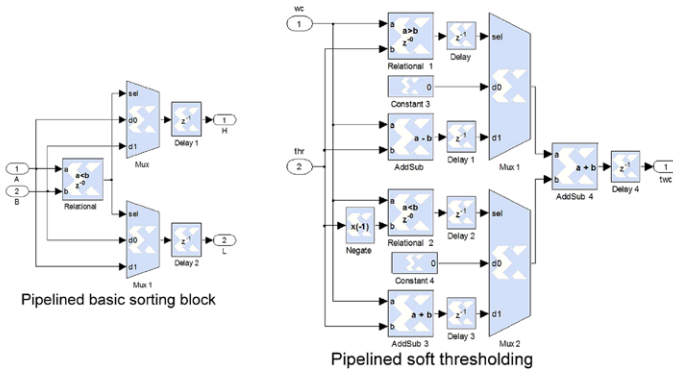 sel
d0
d1
Mux
z⁻¹
Delay 1
1
H
1
A
2
B
a
b
a<b
z⁻⁰
Relational
sel
d0
d1
Mux 1
z⁻¹
Delay 2
2
L
Pipelined basic sorting block
wc
1
thr
2
a
b
a>b
z⁻⁰
Relational 1
z⁻¹
Delay
0
Constant 3
a
b
a - b
AddSub
z⁻¹
Delay 1
sel
d0
d1
Mux 1
x(-1)
Negate
a
b
a<b
z⁻⁰
Relational 2
z⁻¹
Delay 2
0
Constant 4
a
b
a + b
AddSub 3
z⁻¹
Delay 3
sel
d0
d1
Mux 2
a
b
a + b
AddSub 4
z⁻¹
Delay 4
1
twc
Pipelined soft thresholding